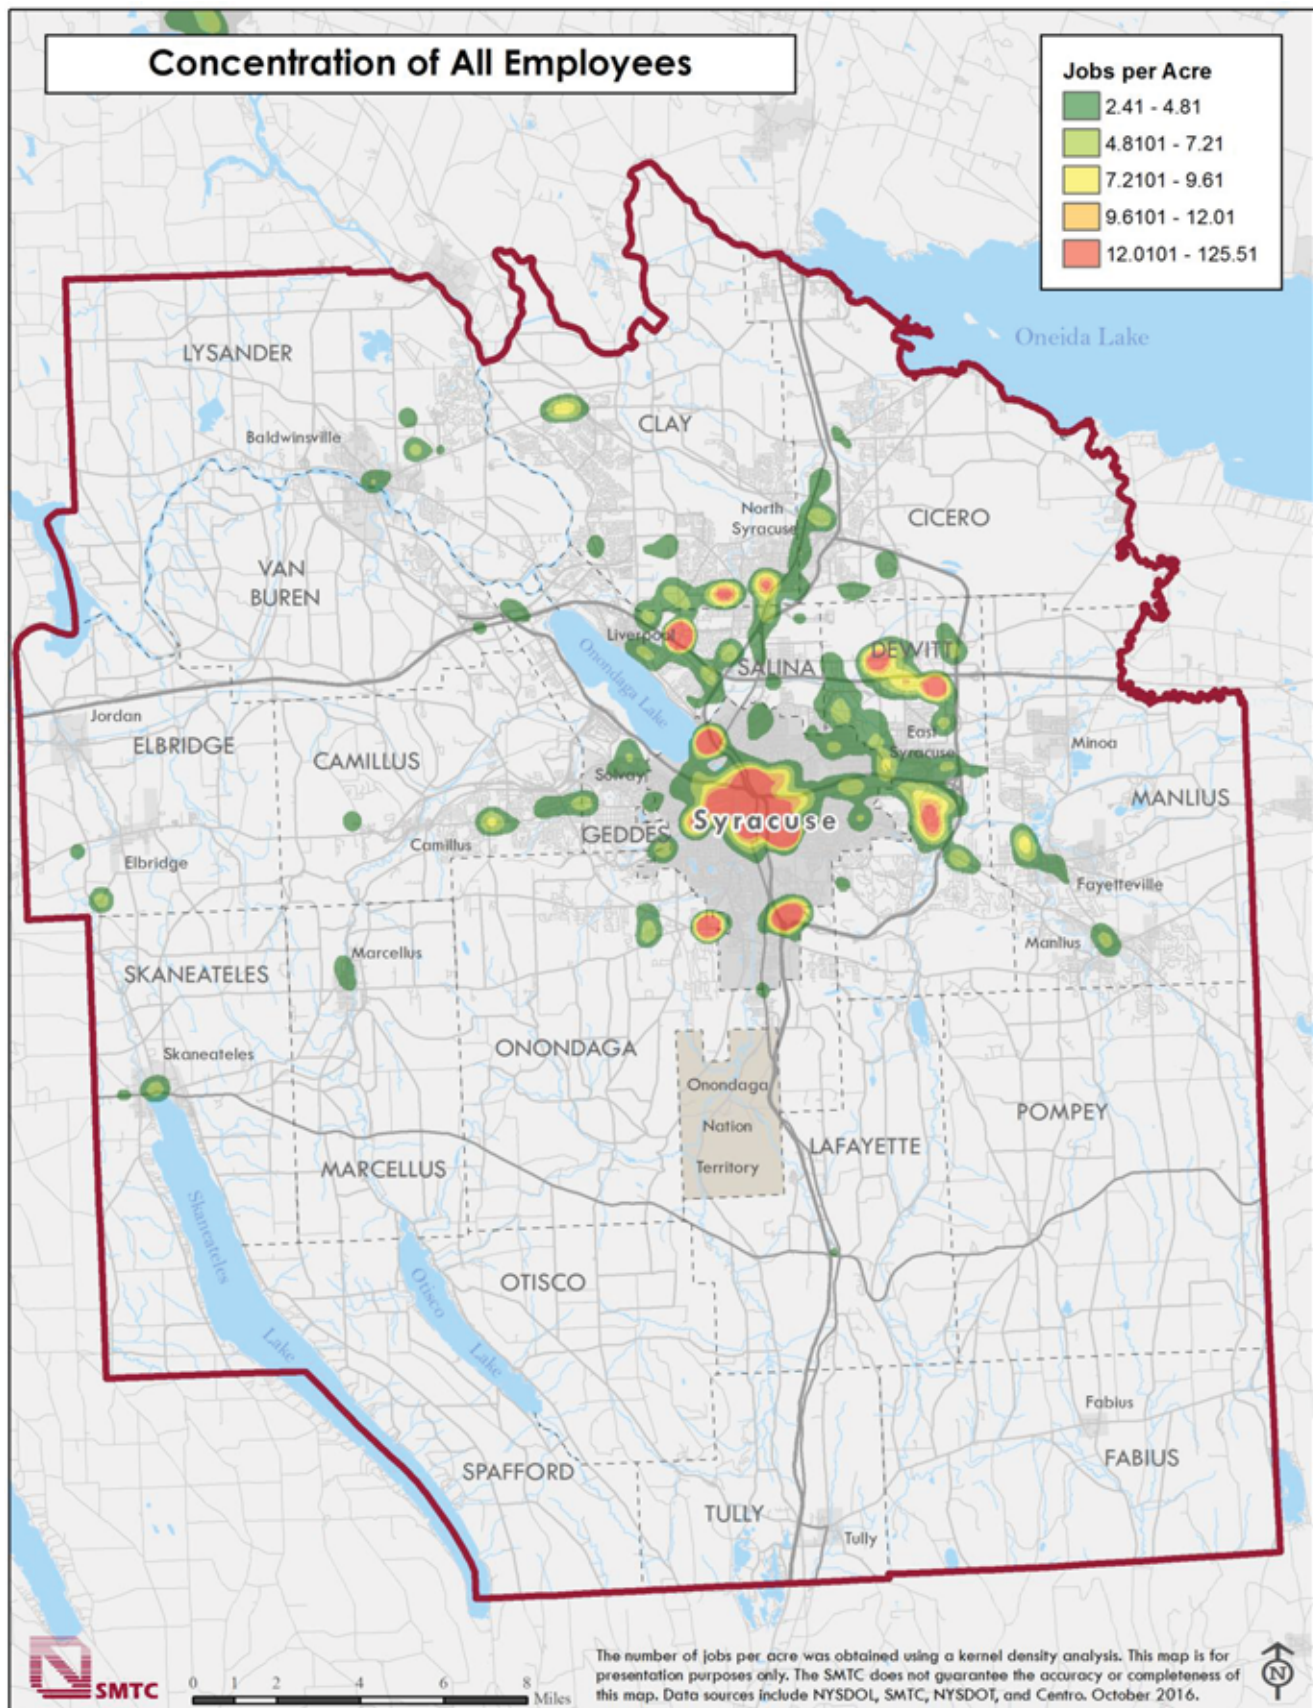 Concentration of All Employees
Jobs per Acre
2.41 - 4.81
4.8101 - 7.21
7.2101 - 9.61
9.6101 - 12.01
12.0101 - 125.51
Oneida Lake
LYSANDER
CLAY
Baldwinsville
North
Syracuse
CICERO
VAN
BUREN
Liverpool
DEWITT
SALINA
Onondaga Lake
Jordan
ELBRIDGE
CAMILLUS
East
Syracuse
Minoa
Solvay
MANLIUS
Syracuse
GEDDES
Camillus
Elbridge
Fayetteville
Manlius
Marcellus
SKANEATELES
ONONDAGA
Skaneateles
Onondaga
Nation
Territory
POMPEY
LAFAYETTE
MARCELLUS
Skaneateles
Lake
OTISCO
Otisco
Lake
Fabius
FABIUS
SPAFFORD
TULLY
Tully
SMTC
0 1 2 4 6 8
Miles
The number of jobs per acre was obtained using a kernel density analysis. This map is for
presentation purposes only. The SMTC does not guarantee the accuracy or completeness of
this map. Data sources include NYSDOL, SMTC, NYSDOT, and Centro. October 2016.
N